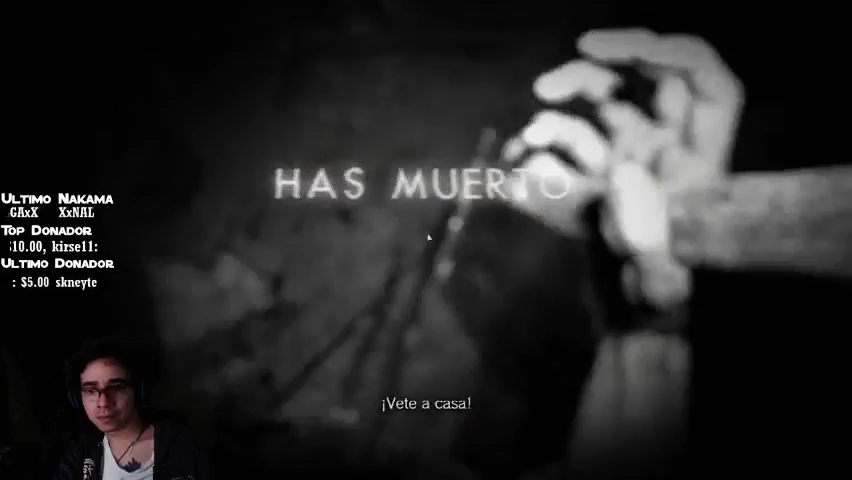 HAS MUERTO
ULTIMO NAKAMA
GAxX XxNAL
TOP DONADOR
$10.00, kirse11:
ULTIMO DONADOR
: $5.00 skneyte
¡Vete a casa!